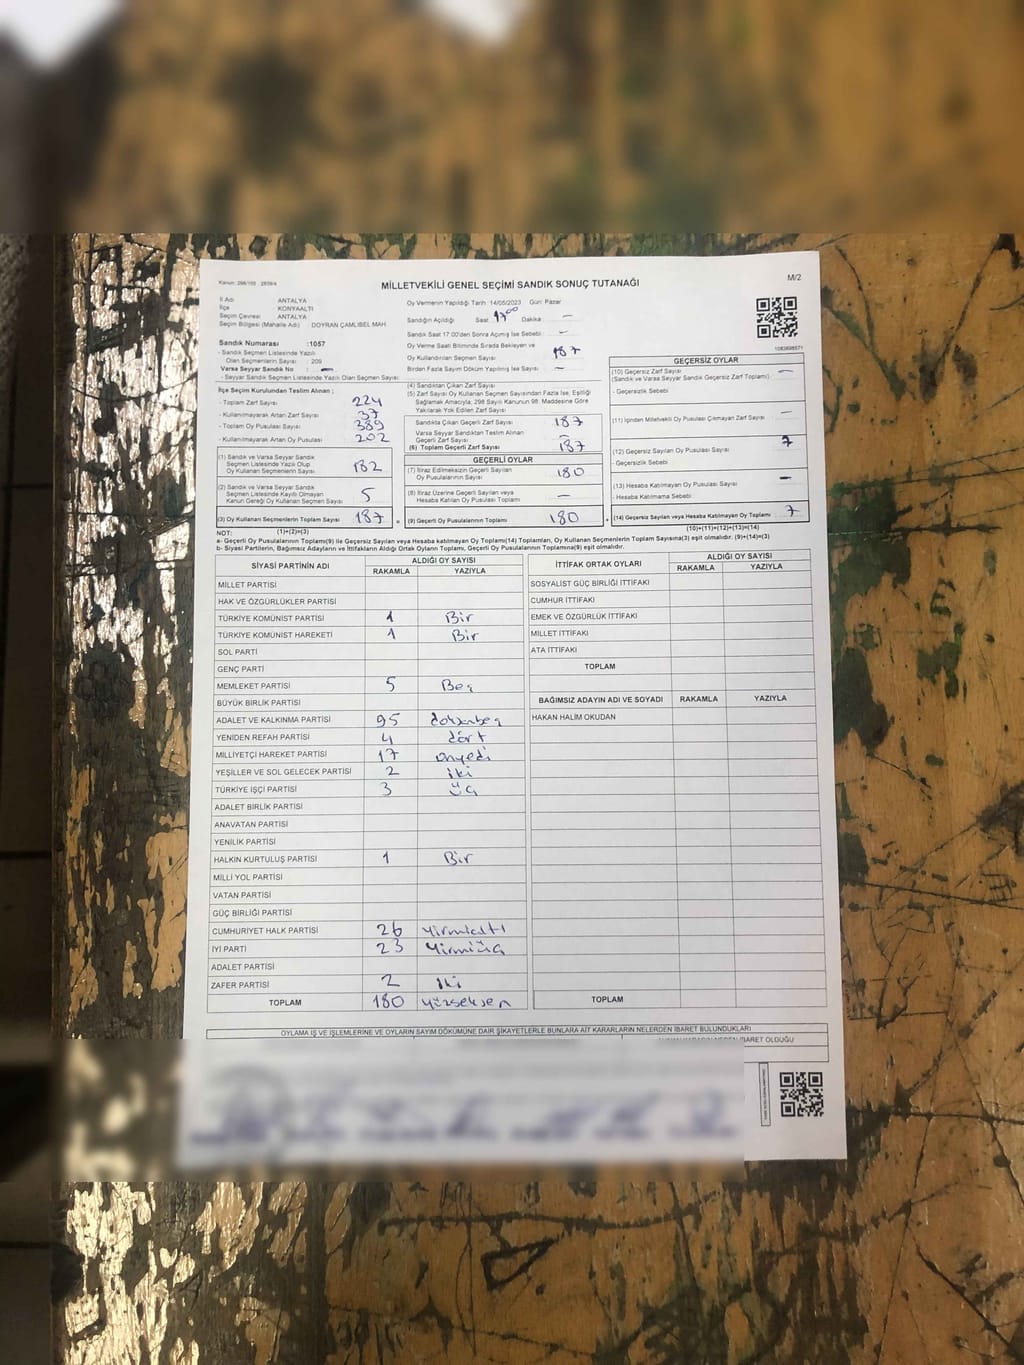 Kanun: 298/105 , 2839/4
MİLLETVEKİLİ GENEL SEÇİMİ SANDIK SONUÇ TUTANAĞI
M/2
İl Adı : ANTALYA
İlçe : KONYAALTI
Seçim Çevresi : ANTALYA
Seçim Bölgesi (Mahalle Adı) : DOYRAN ÇAMLIBEL MAH.
Sandık Numarası :1057
- Sandık Seçmen Listesinde Yazılı
Olan Seçmenlerin Sayısı : 209
Varsa Seyyar Sandık No : —
- Seyyar Sandık Seçmen Listesinde Yazılı Olan Seçmen Sayısı:
Oy Vermenin Yapıldığı Tarih :14/05/2023 Gün: Pazar
Sandığın Açıldığı Saat 17 00 Dakika : —
Sandık Saat 17:00'den Sonra Açılmış İse Sebebi: —
Oy Verme Saati Bitiminde Sırada Bekleyen ve
Oy Kullandırılan Seçmen Sayısı : 187
Birden Fazla Sayım Döküm Yapılmış İse Sayısı : —
İlçe Seçim Kurulundan Teslim Alınan ;
- Toplam Zarf Sayısı : 224
- Kullanılmayarak Artan Zarf Sayısı : 37
- Toplam Oy Pusulası Sayısı : 389
- Kullanılmayarak Artan Oy Pusulası : 202
(1) Sandık ve Varsa Seyyar Sandık
Seçmen Listesinde Yazılı Olup
Oy Kullanan Seçmenlerin Sayısı : 182
(2) Sandık ve Varsa Seyyar Sandık
Seçmen Listesinde Kayıtlı Olmayan
Kanun Gereği Oy Kullanan Seçmen Sayısı : 5
(3) Oy Kullanan Seçmenlerin Toplam Sayısı : 187
(1)+(2)=(3)
(4) Sandıktan Çıkan Zarf Sayısı
(5) Zarf Sayısı Oy Kullanan Seçmen Sayısından Fazla İse, Eşitliği
Sağlamak Amacıyla; 298 Sayılı Kanunun 98. Maddesine Göre
Yakılarak Yok Edilen Zarf Sayısı
Sandıkta Çıkan Geçerli Zarf Sayısı : 187
Varsa Seyyar Sandıktan Teslim Alınan
Geçerli Zarf Sayısı : —
(6) Toplam Geçerli Zarf Sayısı : 187
GEÇERLİ OYLAR
(7) İtiraz Edilmeksizin Geçerli Sayılan
Oy Pusulalarının Sayısı : 180
(8) İtiraz Üzerine Geçerli Sayılan veya
Hesaba Katılan Oy Pusulası Toplamı : —
(9) Geçerli Oy Pusulalarının Toplamı : 180
1083698571
GEÇERSİZ OYLAR
(10) Geçersiz Zarf Sayısı : —
(Sandık ve Varsa Seyyar Sandık Geçersiz Zarf Toplamı)
- Geçersizlik Sebebi
(11) İçinden Milletvekili Oy Pusulası Çıkmayan Zarf Sayısı : —
(12) Geçersiz Sayılan Oy Pusulası Sayısı : 7
- Geçersizlik Sebebi
(13) Hesaba Katılmayan Oy Pusulası Sayısı : —
- Hesaba Katılmama Sebebi
(14) Geçersiz Sayılan veya Hesaba Katılmayan Oy Toplamı : 7
(10)+(11)+(12)+(13)=(14)
NOT:
a- Geçerli Oy Pusulalarının Toplamı(9) ile Geçersiz Sayılan veya Hesaba katılmayan Oy Toplamı(14) Toplamları, Oy Kullanan Seçmenlerin Toplam Sayısına(3) eşit olmalıdır. (9)+(14)=(3)
b- Siyasi Partilerin, Bağımsız Adayların ve İttifakların Aldığı Ortak Oyların Toplamı, Geçerli Oy Pusulalarının Toplamına(9) eşit olmalıdır.
SİYASİ PARTİNİN ADI ALDIĞI OY SAYISI
RAKAMLA YAZIYLA
MİLLET PARTİSİ
HAK VE ÖZGÜRLÜKLER PARTİSİ
TÜRKİYE KOMÜNİST PARTİSİ 1 Bir
TÜRKİYE KOMÜNİST HAREKETİ 1 Bir
SOL PARTİ
GENÇ PARTİ
MEMLEKET PARTİSİ 5 Beş
BÜYÜK BİRLİK PARTİSİ
ADALET VE KALKINMA PARTİSİ 95 doksanbeş
YENİDEN REFAH PARTİSİ 4 dört
MİLLİYETÇİ HAREKET PARTİSİ 17 onyedi
YEŞİLLER VE SOL GELECEK PARTİSİ 2 iki
TÜRKİYE İŞÇİ PARTİSİ 3 üç
ADALET BİRLİK PARTİSİ
ANAVATAN PARTİSİ
YENİLİK PARTİSİ
HALKIN KURTULUŞ PARTİSİ 1 Bir
MİLLİ YOL PARTİSİ
VATAN PARTİSİ
GÜÇ BİRLİĞİ PARTİSİ
CUMHURİYET HALK PARTİSİ 26 Yirmialtı
İYİ PARTİ 23 Yirmiüç
ADALET PARTİSİ
ZAFER PARTİSİ 2 iki
TOPLAM 180 Yüzseksen
İTTİFAK ORTAK OYLARI ALDIĞI OY SAYISI
RAKAMLA YAZIYLA
SOSYALİST GÜÇ BİRLİĞİ İTTİFAKI
CUMHUR İTTİFAKI
EMEK VE ÖZGÜRLÜK İTTİFAKI
MİLLET İTTİFAKI
ATA İTTİFAKI
TOPLAM
BAĞIMSIZ ADAYIN ADI VE SOYADI RAKAMLA YAZIYLA
HAKAN HALİM OKUDAN
TOPLAM
OYLAMA İŞ VE İŞLEMLERİNE VE OYLARIN SAYIM DÖKÜMÜNE DAİR ŞİKAYETLERLE BUNLARA AİT KARARLARIN NELERDEN İBARET BULUNDUKLARI
İBARET OLDUĞU